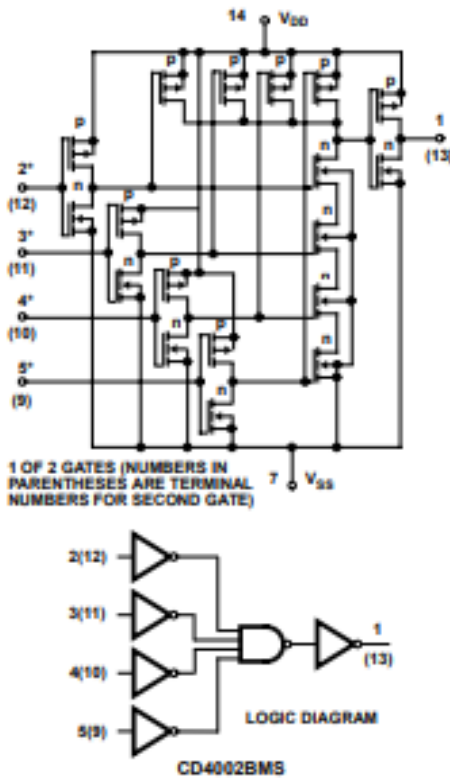 14 VDD
p
p
p
p
p
p
1
(13)
2*
(12)
n
n
n
3*
(11)
p
n
n
4*
(10)
p
n
n
5*
(9)
p
n
n
1 OF 2 GATES (NUMBERS IN
PARENTHESES ARE TERMINAL
NUMBERS FOR SECOND GATE)
7 VSS
2(12)
3(11)
4(10)
5(9)
1
(13)
LOGIC DIAGRAM
CD4002BMS